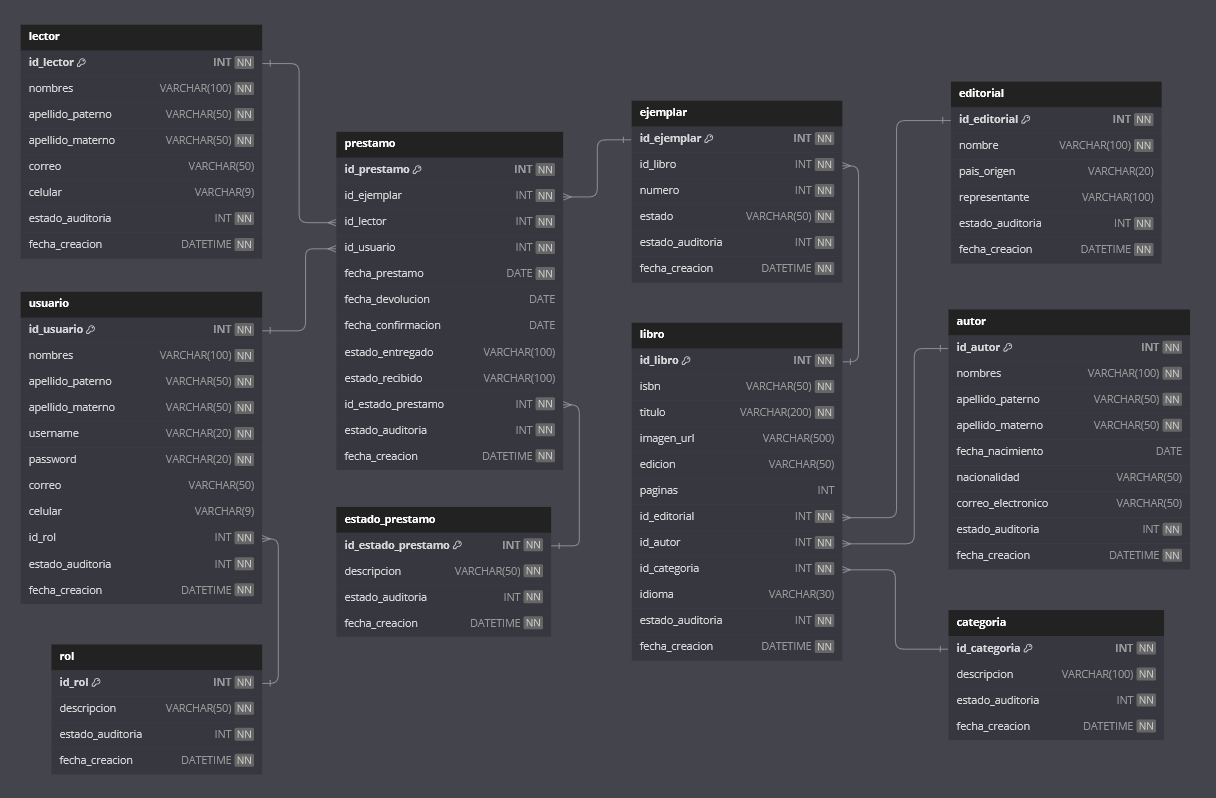 lector
id_lector INT NN
nombres VARCHAR(100) NN
apellido_paterno VARCHAR(50) NN
apellido_materno VARCHAR(50) NN
correo VARCHAR(50)
celular VARCHAR(9)
estado_auditoria INT NN
fecha_creacion DATETIME NN
usuario
id_usuario INT NN
nombres VARCHAR(100) NN
apellido_paterno VARCHAR(50) NN
apellido_materno VARCHAR(50) NN
username VARCHAR(20) NN
password VARCHAR(20) NN
correo VARCHAR(50)
celular VARCHAR(9)
id_rol INT NN
estado_auditoria INT NN
fecha_creacion DATETIME NN
rol
id_rol INT NN
descripcion VARCHAR(50) NN
estado_auditoria INT NN
fecha_creacion DATETIME NN
prestamo
id_prestamo INT NN
id_ejemplar INT NN
id_lector INT NN
id_usuario INT NN
fecha_prestamo DATE NN
fecha_devolucion DATE
fecha_confirmacion DATE
estado_entregado VARCHAR(100)
estado_recibido VARCHAR(100)
id_estado_prestamo INT NN
estado_auditoria INT NN
fecha_creacion DATETIME NN
estado_prestamo
id_estado_prestamo INT NN
descripcion VARCHAR(50) NN
estado_auditoria INT NN
fecha_creacion DATETIME NN
ejemplar
id_ejemplar INT NN
id_libro INT NN
numero INT NN
estado VARCHAR(50) NN
estado_auditoria INT NN
fecha_creacion DATETIME NN
libro
id_libro INT NN
isbn VARCHAR(50) NN
titulo VARCHAR(200) NN
imagen_url VARCHAR(500)
edicion VARCHAR(50)
paginas INT
id_editorial INT NN
id_autor INT NN
id_categoria INT NN
idioma VARCHAR(30)
estado_auditoria INT NN
fecha_creacion DATETIME NN
editorial
id_editorial INT NN
nombre VARCHAR(100) NN
pais_origen VARCHAR(20)
representante VARCHAR(100)
estado_auditoria INT NN
fecha_creacion DATETIME NN
autor
id_autor INT NN
nombres VARCHAR(100) NN
apellido_paterno VARCHAR(50) NN
apellido_materno VARCHAR(50) NN
fecha_nacimiento DATE
nacionalidad VARCHAR(50)
correo_electronico VARCHAR(50)
estado_auditoria INT NN
fecha_creacion DATETIME NN
categoria
id_categoria INT NN
descripcion VARCHAR(100) NN
estado_auditoria INT NN
fecha_creacion DATETIME NN